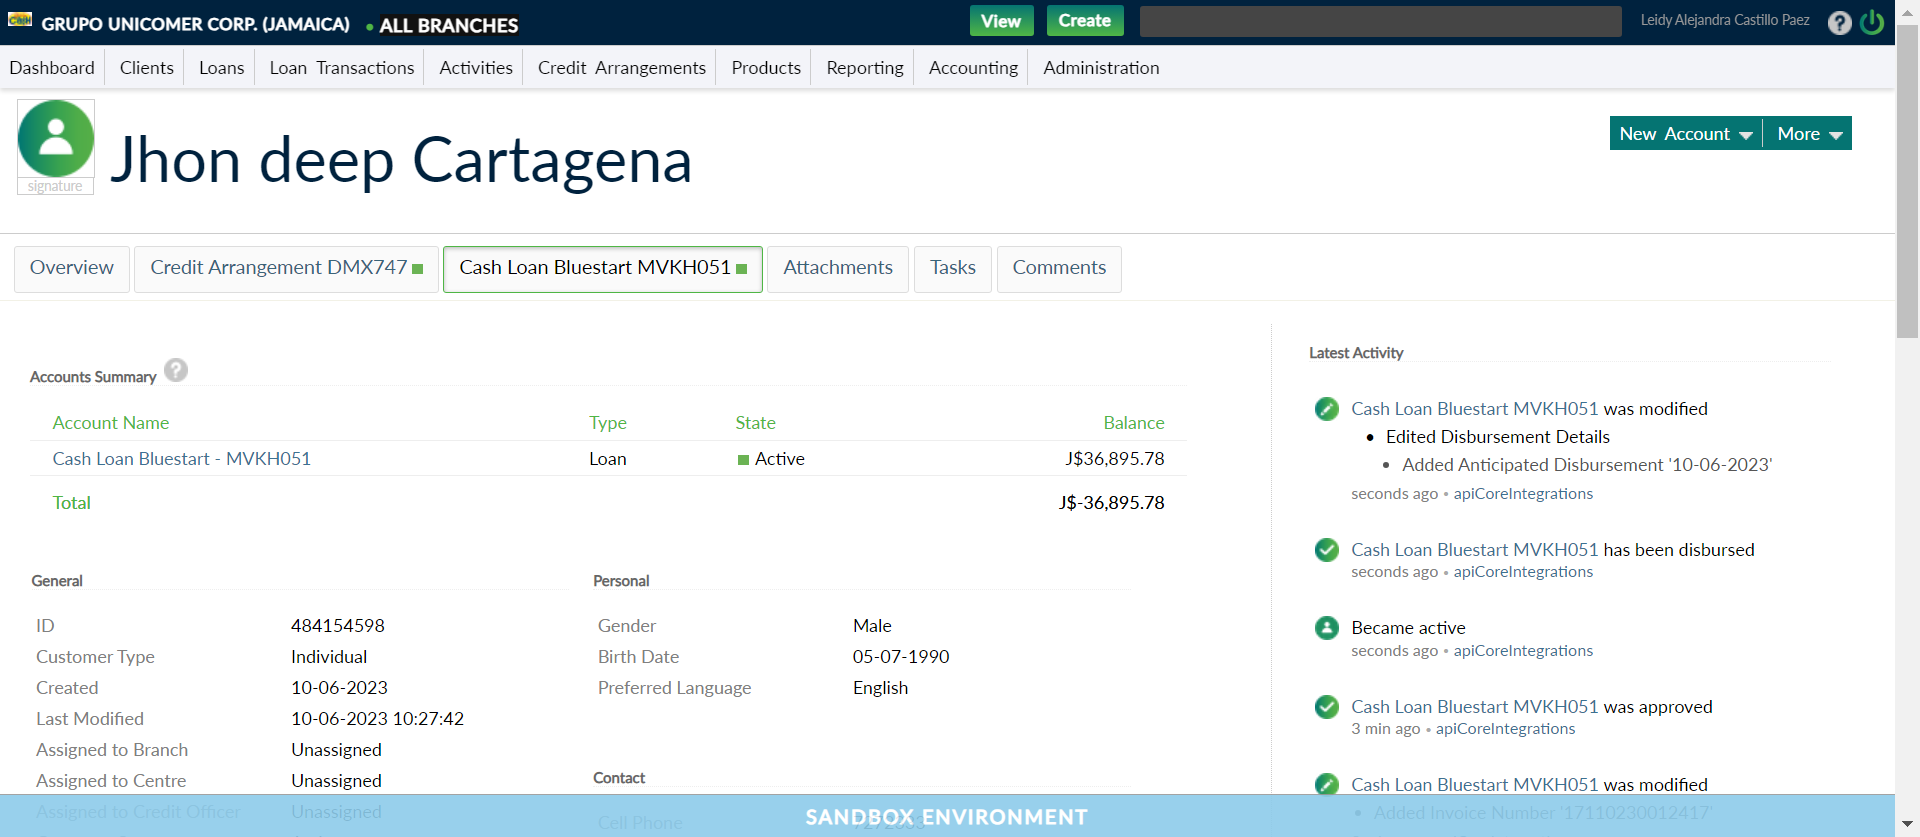 Cash GRUPO UNICOMER CORP. (JAMAICA) • ALL BRANCHES View Create Leidy Alejandra Castillo Paez ?
Dashboard Clients Loans Loan Transactions Activities Credit Arrangements Products Reporting Accounting Administration
Jhon deep Cartagena
signature
New Account More
Overview Credit Arrangement DMX747 Cash Loan Bluestart MVKH051 Attachments Tasks Comments
Accounts Summary ?
Account Name Type State Balance
Cash Loan Bluestart - MVKH051 Loan Active J$36,895.78
Total J$-36,895.78
General
ID 484154598
Customer Type Individual
Created 10-06-2023
Last Modified 10-06-2023 10:27:42
Assigned to Branch Unassigned
Assigned to Centre Unassigned
Assigned to Credit Officer Unassigned
Personal
Gender Male
Birth Date 05-07-1990
Preferred Language English
Contact
Cell Phone
Latest Activity
Cash Loan Bluestart MVKH051 was modified
• Edited Disbursement Details
• Added Anticipated Disbursement '10-06-2023'
seconds ago • apiCoreIntegrations
Cash Loan Bluestart MVKH051 has been disbursed
seconds ago • apiCoreIntegrations
Became active
seconds ago • apiCoreIntegrations
Cash Loan Bluestart MVKH051 was approved
3 min ago • apiCoreIntegrations
Cash Loan Bluestart MVKH051 was modified
• Added Invoice Number '17110230012417'
SANDBOX ENVIRONMENT